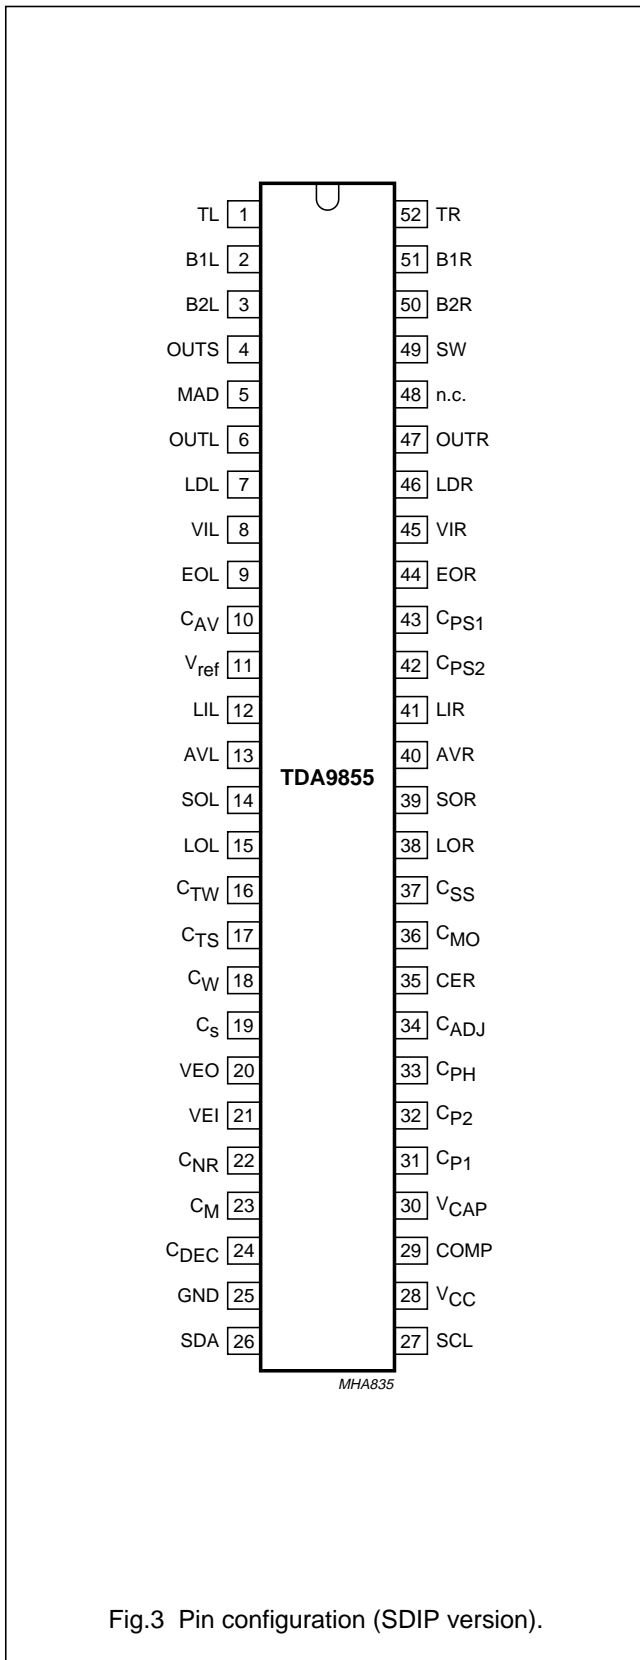 TL 1 52 TR
B1L 2 51 B1R
B2L 3 50 B2R
OUTS 4 49 SW
MAD 5 48 n.c.
OUTL 6 47 OUTR
LDL 7 46 LDR
VIL 8 45 VIR
EOL 9 44 EOR
CAV 10 43 CPS1
Vref 11 42 CPS2
LIL 12 41 LIR
AVL 13 40 AVR
TDA9855
SOL 14 39 SOR
LOL 15 38 LOR
CTW 16 37 CSS
CTS 17 36 CMO
CW 18 35 CER
Cs 19 34 CADJ
VEO 20 33 CPH
VEI 21 32 CP2
CNR 22 31 CP1
CM 23 30 VCAP
CDEC 24 29 COMP
GND 25 28 VCC
SDA 26 27 SCL
MHA835
Fig.3 Pin configuration (SDIP version).